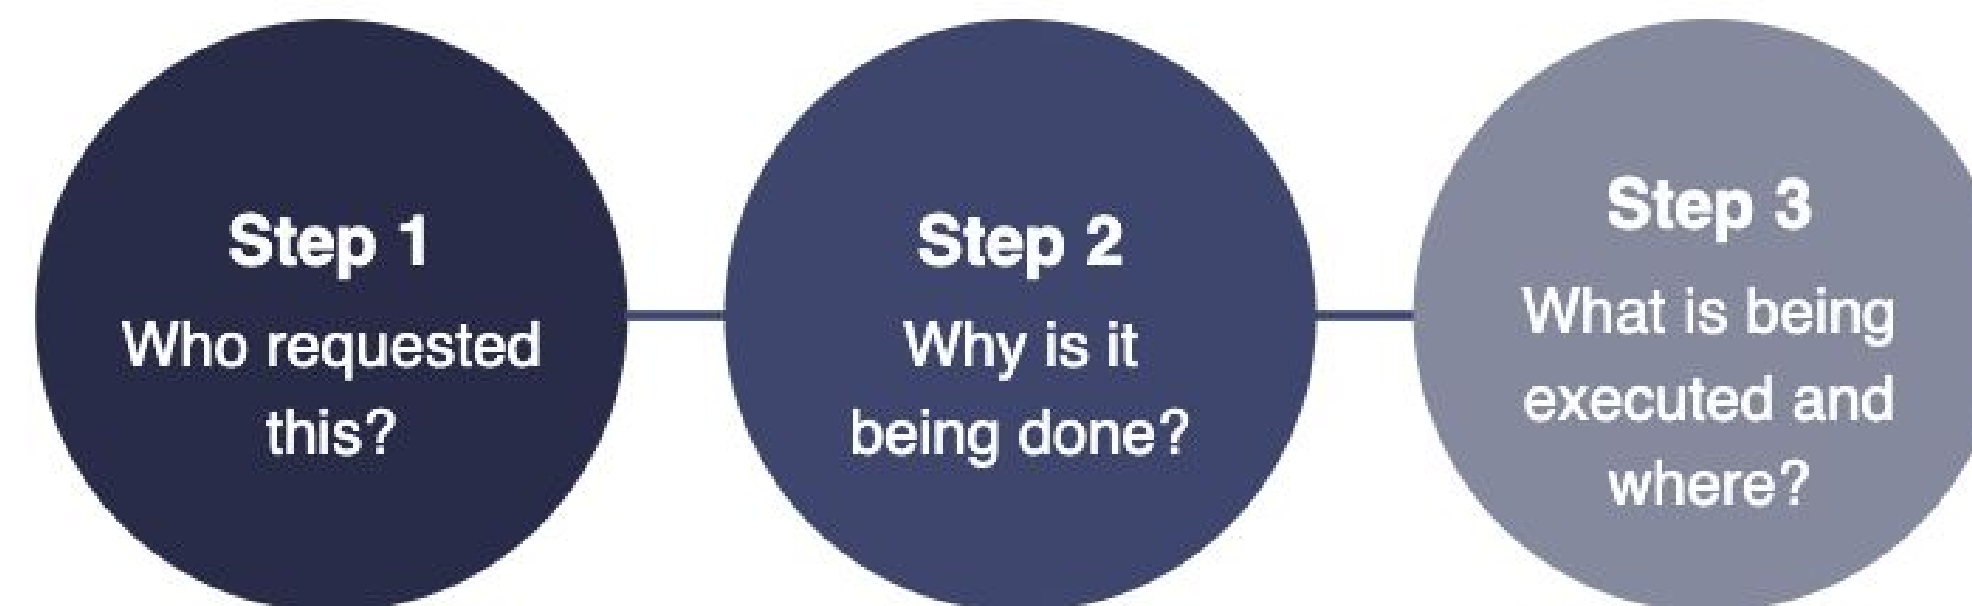 Step 1
Who requested
this?
Step 2
Why is it
being done?
Step 3
What is being
executed and
where?